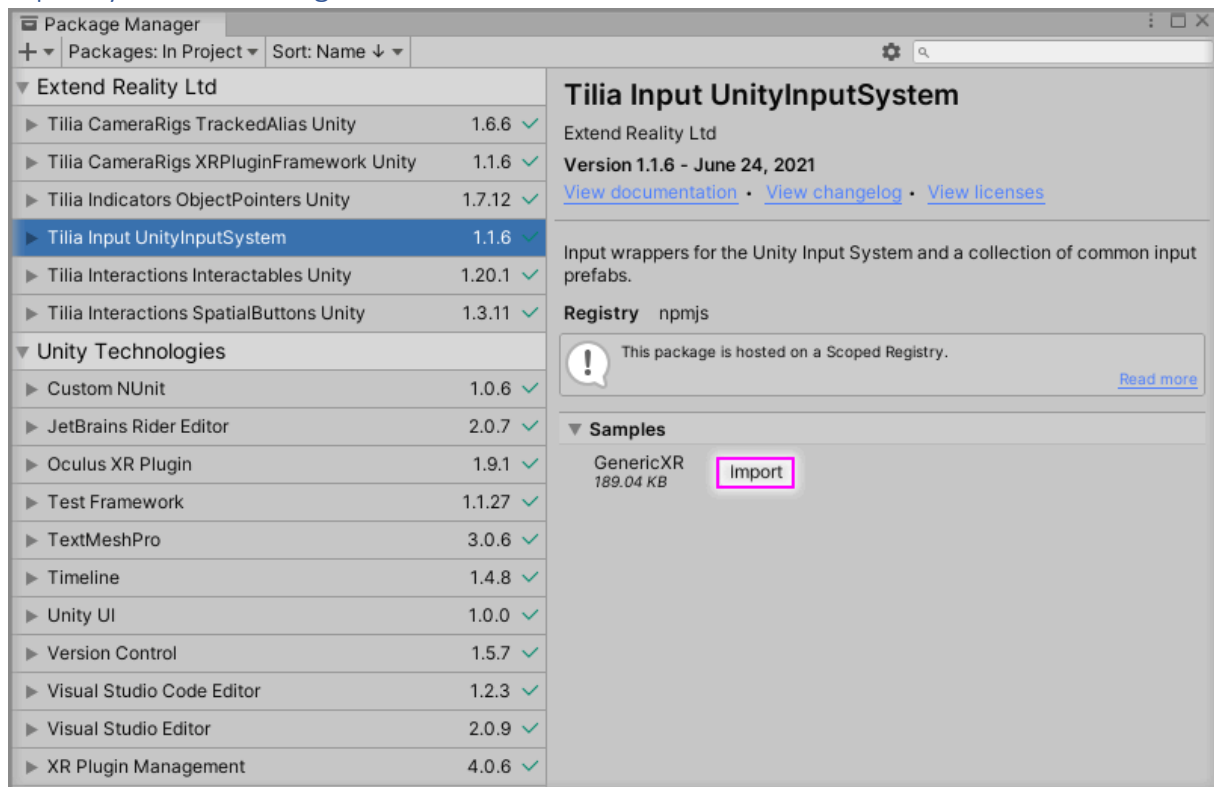 Package Manager
Packages: In Project Sort: Name ↓
Extend Reality Ltd
Tilia CameraRigs TrackedAlias Unity 1.6.6
Tilia CameraRigs XRPluginFramework Unity 1.1.6
Tilia Indicators ObjectPointers Unity 1.7.12
Tilia Input UnityInputSystem 1.1.6
Tilia Interactions Interactables Unity 1.20.1
Tilia Interactions SpatialButtons Unity 1.3.11
Unity Technologies
Custom NUnit 1.0.6
JetBrains Rider Editor 2.0.7
Oculus XR Plugin 1.9.1
Test Framework 1.1.27
TextMeshPro 3.0.6
Timeline 1.4.8
Unity UI 1.0.0
Version Control 1.5.7
Visual Studio Code Editor 1.2.3
Visual Studio Editor 2.0.9
XR Plugin Management 4.0.6
Tilia Input UnityInputSystem
Extend Reality Ltd
Version 1.1.6 - June 24, 2021
View documentation • View changelog • View licenses
Input wrappers for the Unity Input System and a collection of common input
prefabs.
Registry npmjs
This package is hosted on a Scoped Registry.
Read more
Samples
GenericXR
189.04 KB
Import